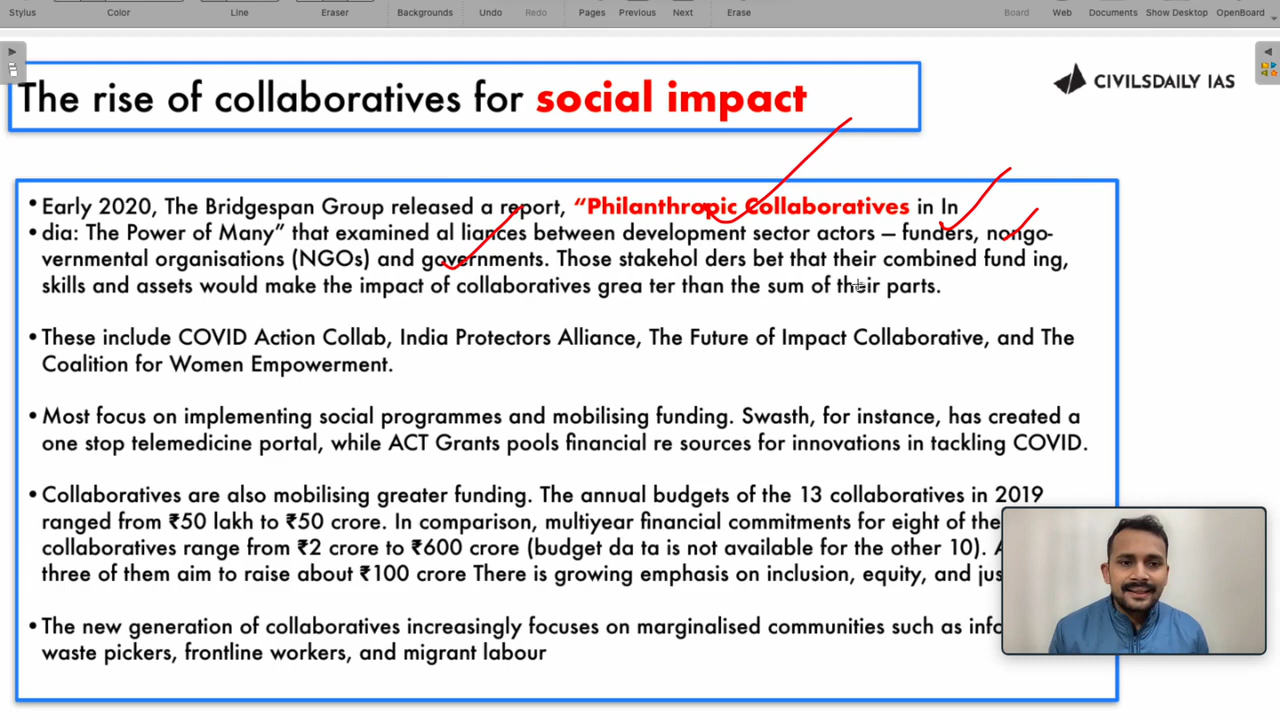 Stylus Color Line Eraser Backgrounds Undo Redo Pages Previous Next Erase Board Web Documents Show Desktop OpenBoard
The rise of collaboratives for social impact
CIVILSDAILY IAS
• Early 2020, The Bridgespan Group released a report, “Philanthropic Collaboratives in In
• dia: The Power of Many” that examined al liances between development sector actors — funders, nongo-
vernmental organisations (NGOs) and governments. Those stakehol ders bet that their combined fund ing,
skills and assets would make the impact of collaboratives grea ter than the sum of their parts.
• These include COVID Action Collab, India Protectors Alliance, The Future of Impact Collaborative, and The
Coalition for Women Empowerment.
• Most focus on implementing social programmes and mobilising funding. Swasth, for instance, has created a
one stop telemedicine portal, while ACT Grants pools financial re sources for innovations in tackling COVID.
• Collaboratives are also mobilising greater funding. The annual budgets of the 13 collaboratives in 2019
ranged from ₹50 lakh to ₹50 crore. In comparison, multiyear financial commitments for eight of the
collaboratives range from ₹2 crore to ₹600 crore (budget da ta is not available for the other 10).
three of them aim to raise about ₹100 crore There is growing emphasis on inclusion, equity, and
• The new generation of collaboratives increasingly focuses on marginalised communities such as
waste pickers, frontline workers, and migrant labour